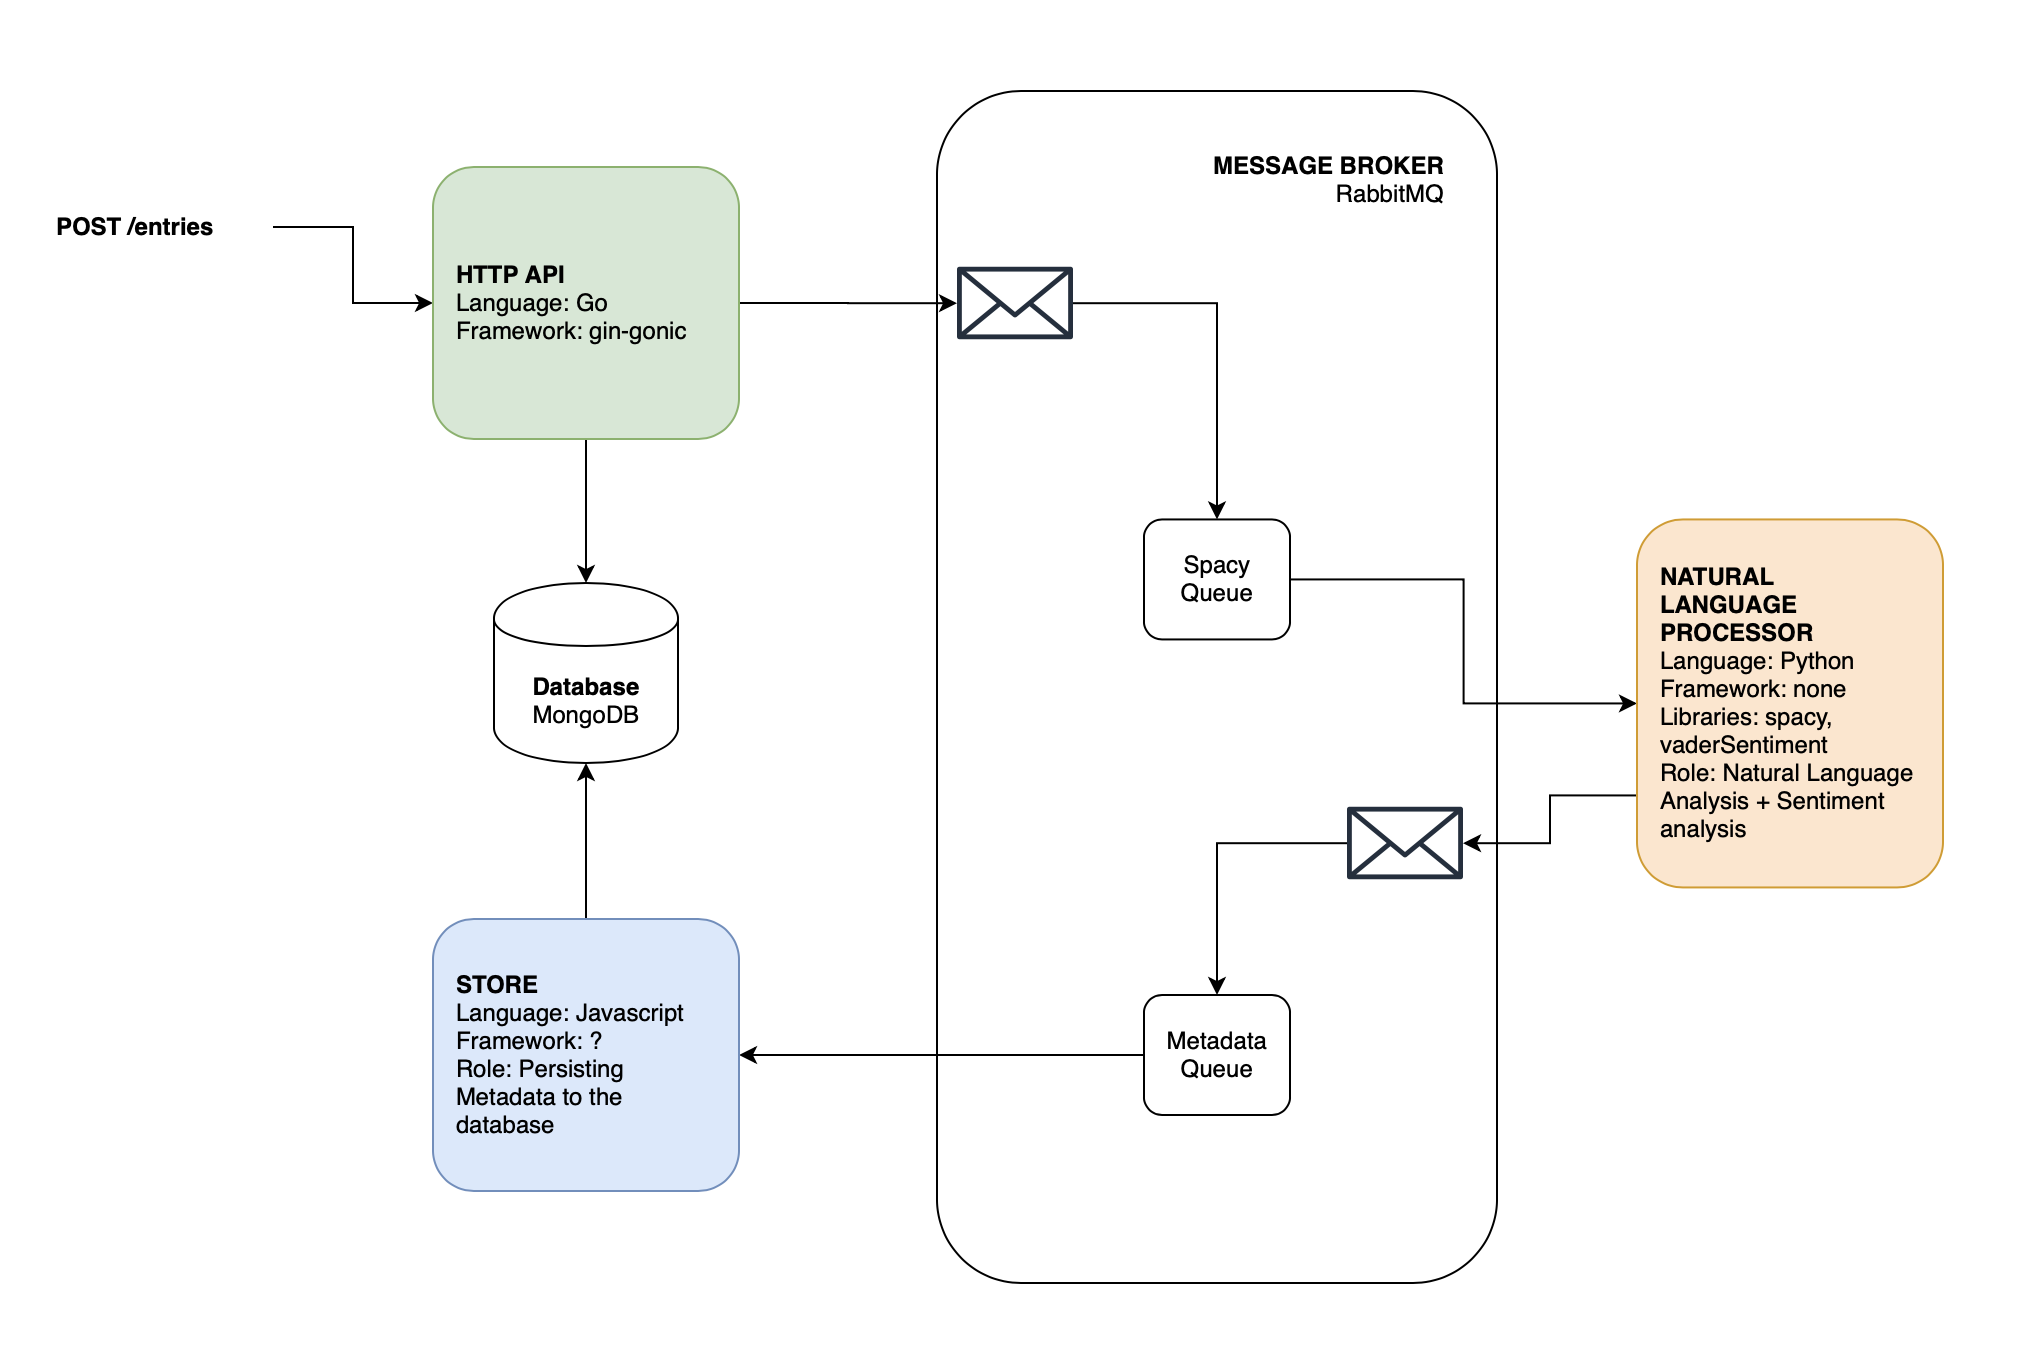 POST /entries
HTTP API
Language: Go
Framework: gin-gonic
MESSAGE BROKER
RabbitMQ
Spacy
Queue
NATURAL
LANGUAGE
PROCESSOR
Language: Python
Framework: none
Libraries: spacy,
vaderSentiment
Role: Natural Language
Analysis + Sentiment
analysis
Database
MongoDB
STORE
Language: Javascript
Framework: ?
Role: Persisting
Metadata to the
database
Metadata
Queue